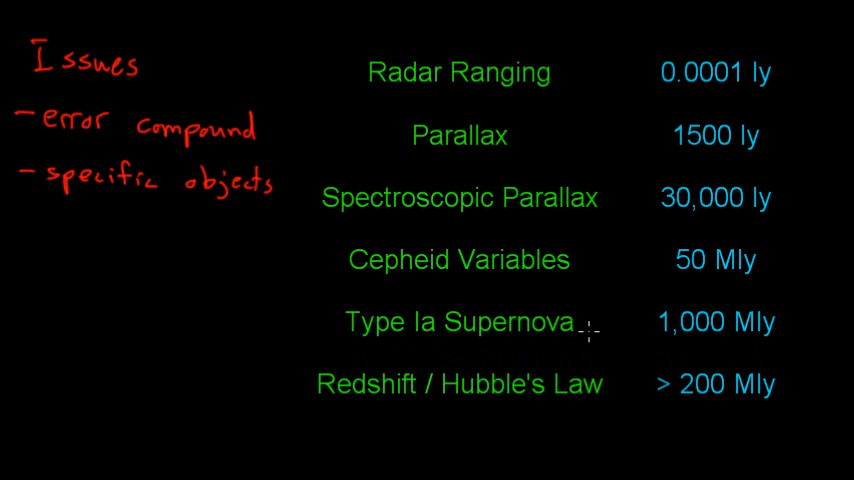 Issues
- error compound
- specific objects
Radar Ranging 0.0001 ly
Parallax 1500 ly
Spectroscopic Parallax 30,000 ly
Cepheid Variables 50 Mly
Type Ia Supernova 1,000 Mly
Redshift / Hubble's Law > 200 Mly